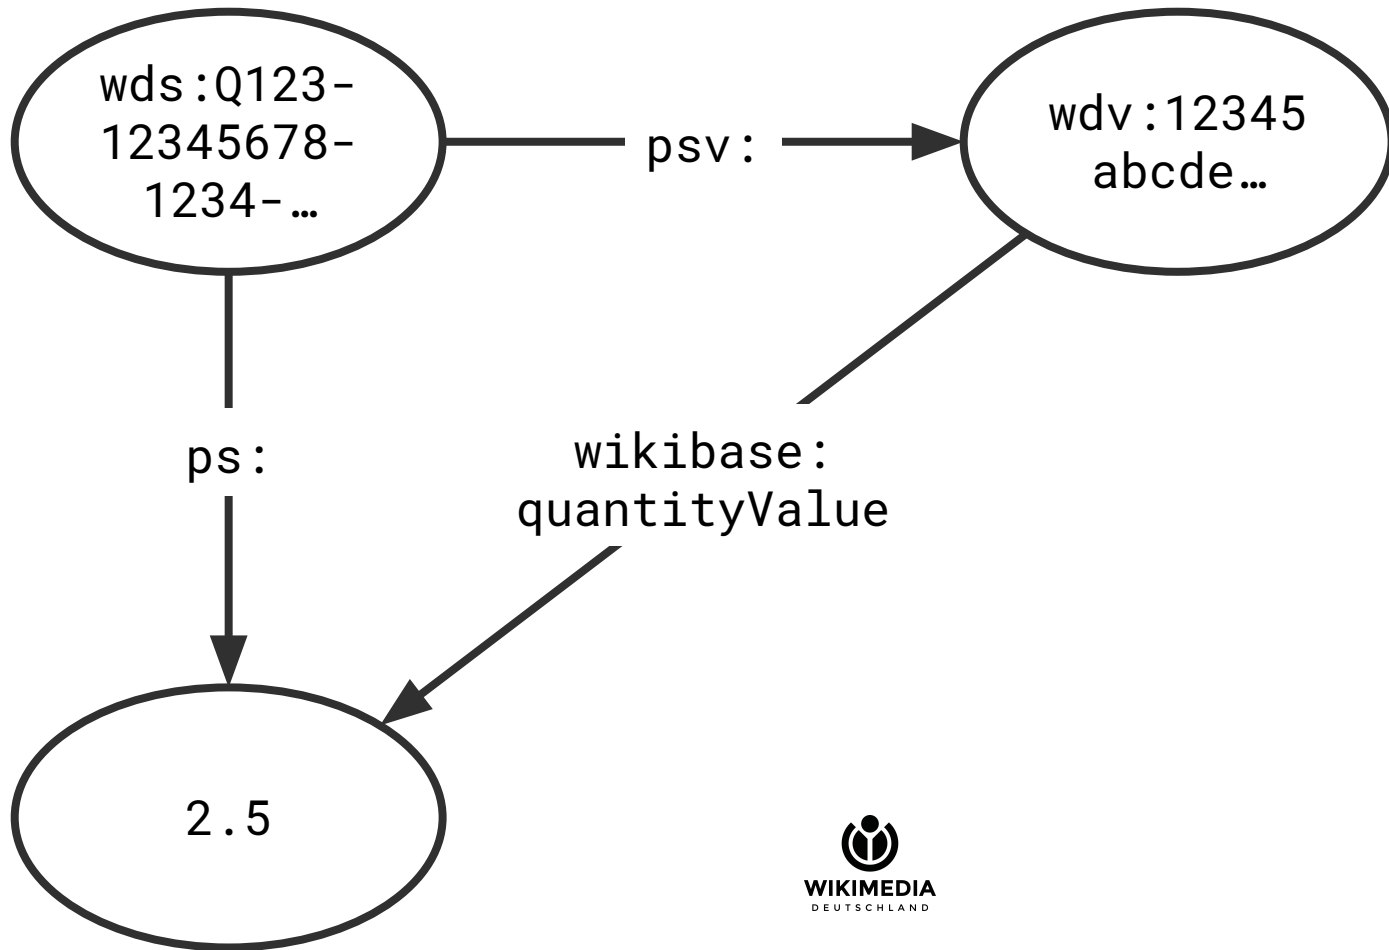 wds:Q123-
12345678-
1234-…
psv:
wdv:12345
abcde…
ps:
wikibase:
quantityValue
2.5
WIKIMEDIA
DEUTSCHLAND